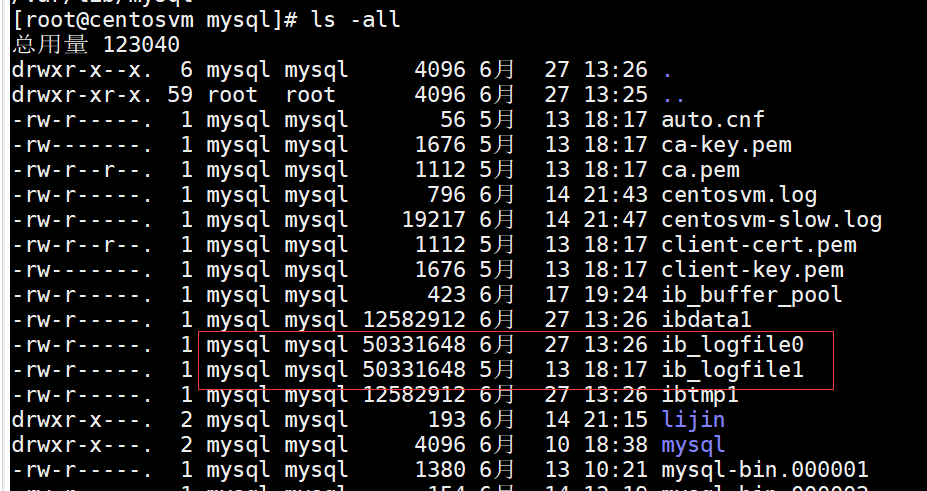 [root@centosvm mysql]# ls -all
总用量 123040
drwxr-x--x.  6 mysql mysql     4096 6月  27 13:26 .
drwxr-xr-x. 59 root  root      4096 6月  27 13:25 ..
-rw-r-----.  1 mysql mysql       56 5月  13 18:17 auto.cnf
-rw-------.  1 mysql mysql     1676 5月  13 18:17 ca-key.pem
-rw-r--r--.  1 mysql mysql     1112 5月  13 18:17 ca.pem
-rw-r-----.  1 mysql mysql      796 6月  14 21:43 centosvm.log
-rw-r-----.  1 mysql mysql    19217 6月  14 21:47 centosvm-slow.log
-rw-r--r--.  1 mysql mysql     1112 5月  13 18:17 client-cert.pem
-rw-------.  1 mysql mysql     1676 5月  13 18:17 client-key.pem
-rw-r-----.  1 mysql mysql      423 6月  17 19:24 ib_buffer_pool
-rw-r-----.  1 mysql mysql 12582912 6月  27 13:26 ibdata1
-rw-r-----.  1 mysql mysql 50331648 6月  27 13:26 ib_logfile0
-rw-r-----.  1 mysql mysql 50331648 5月  13 18:17 ib_logfile1
-rw-r-----.  1 mysql mysql 12582912 6月  27 13:26 ibtmp1
drwxr-x---.  2 mysql mysql      193 6月  14 21:15 lijin
drwxr-x---.  2 mysql mysql     4096 6月  10 18:38 mysql
-rw-r-----.  1 mysql mysql     1380 6月  13 10:21 mysql-bin.000001